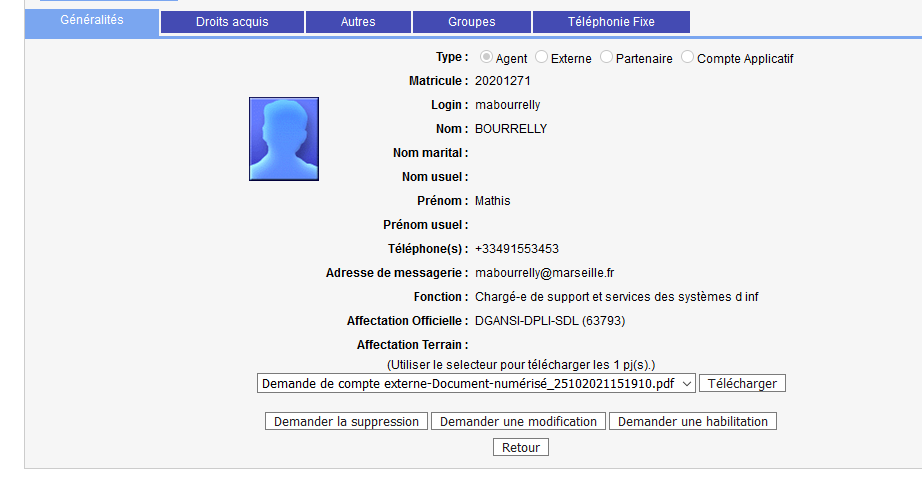 Généralités Droits acquis Autres Groupes Téléphonie Fixe
Type : Agent Externe Partenaire Compte Applicatif
Matricule : 20201271
Login : mabourrelly
Nom : BOURRELLY
Nom marital :
Nom usuel :
Prénom : Mathis
Prénom usuel :
Téléphone(s) : +33491553453
Adresse de messagerie : mabourrelly@marseille.fr
Fonction : Chargé-e de support et services des systèmes d inf
Affectation Officielle : DGANSI-DPLI-SDL (63793)
Affectation Terrain :
(Utiliser le selecteur pour télécharger les 1 pj(s).)
Demande de compte externe-Document-numérisé_25102021151910.pdf Télécharger
Demander la suppression Demander une modification Demander une habilitation
Retour